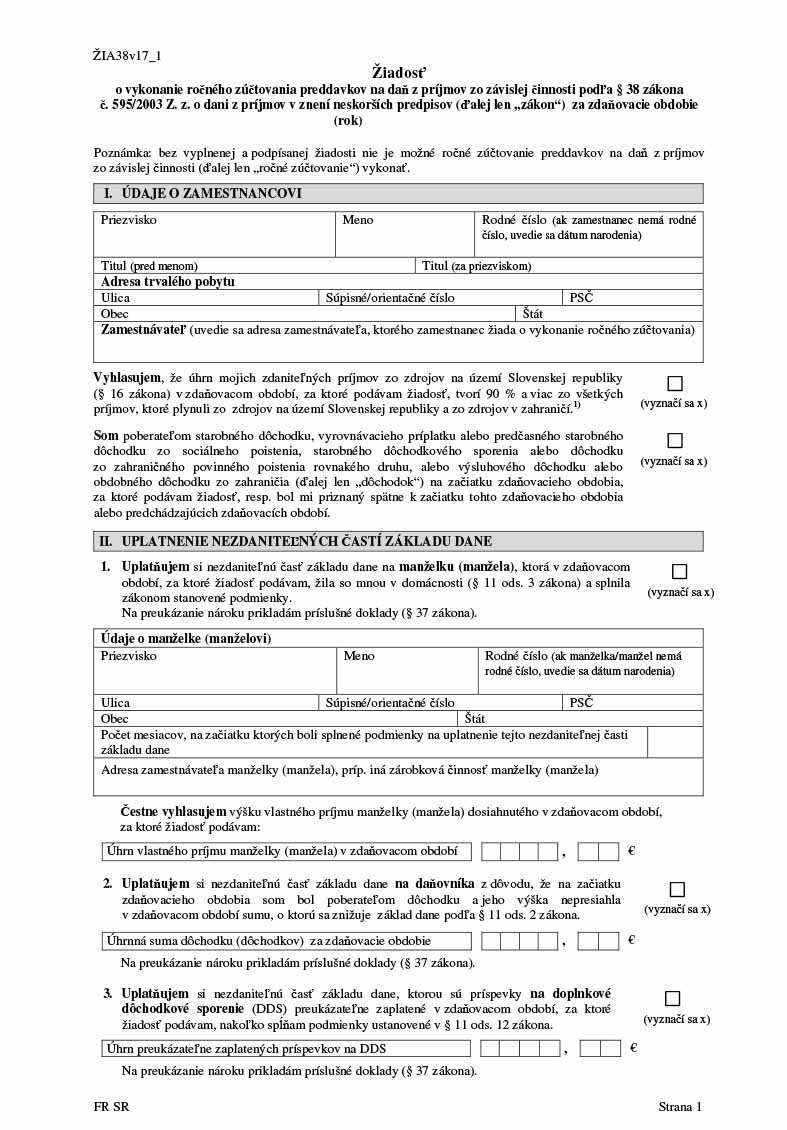 ŽIA38v17_1
Žiadosť
o vykonanie ročného zúčtovania preddavkov na daň z príjmov zo závislej činnosti podľa § 38 zákona
č. 595/2003 Z. z. o dani z príjmov v znení neskorších predpisov (ďalej len „zákon“) za zdaňovacie obdobie
(rok)
Poznámka: bez vyplnenej a podpísanej žiadosti nie je možné ročné zúčtovanie preddavkov na daň z príjmov
zo závislej činnosti (ďalej len „ročné zúčtovanie“) vykonať.
I. ÚDAJE O ZAMESTNANCOVI
Priezvisko Meno Rodné číslo (ak zamestnanec nemá rodné
číslo, uvedie sa dátum narodenia)
Titul (pred menom) Titul (za priezviskom)
Adresa trvalého pobytu
Ulica Súpisné/orientačné číslo PSČ
Obec Štát
Zamestnávateľ (uvedie sa adresa zamestnávateľa, ktorého zamestnanec žiada o vykonanie ročného zúčtovania)
Vyhlasujem, že úhrn mojich zdaniteľných príjmov zo zdrojov na území Slovenskej republiky
(§ 16 zákona) v zdaňovacom období, za ktoré podávam žiadosť, tvorí 90 % a viac zo všetkých
príjmov, ktoré plynuli zo zdrojov na území Slovenskej republiky a zo zdrojov v zahraničí.1)
(vyznačí sa x)
Som poberateľom starobného dôchodku, vyrovnávacieho príplatku alebo predčasného starobného
dôchodku zo sociálneho poistenia, starobného dôchodkového sporenia alebo dôchodku
zo zahraničného povinného poistenia rovnakého druhu, alebo výsluhového dôchodku alebo
obdobného dôchodku zo zahraničia (ďalej len „dôchodok“) na začiatku zdaňovacieho obdobia,
za ktoré podávam žiadosť, resp. bol mi priznaný spätne k začiatku tohto zdaňovacieho obdobia
alebo predchádzajúcich zdaňovacích období.
(vyznačí sa x)
II. UPLATNENIE NEZDANITEĽNÝCH ČASTÍ ZÁKLADU DANE
1. Uplatňujem si nezdaniteľnú časť základu dane na manželku (manžela), ktorá v zdaňovacom
období, za ktoré žiadosť podávam, žila so mnou v domácnosti (§ 11 ods. 3 zákona) a splnila
zákonom stanovené podmienky.
Na preukázanie nároku prikladám príslušné doklady (§ 37 zákona).
(vyznačí sa x)
Údaje o manželke (manželovi)
Priezvisko Meno Rodné číslo (ak manželka/manžel nemá
rodné číslo, uvedie sa dátum narodenia)
Ulica Súpisné/orientačné číslo PSČ
Obec Štát
Počet mesiacov, na začiatku ktorých boli splnené podmienky na uplatnenie tejto nezdaniteľnej časti
základu dane
Adresa zamestnávateľa manželky (manžela), príp. iná zárobková činnosť manželky (manžela)
Čestne vyhlasujem výšku vlastného príjmu manželky (manžela) dosiahnutého v zdaňovacom období,
za ktoré žiadosť podávam:
Úhrn vlastného príjmu manželky (manžela) v zdaňovacom období , €
2. Uplatňujem si nezdaniteľnú časť základu dane na daňovníka z dôvodu, že na začiatku
zdaňovacieho obdobia som bol poberateľom dôchodku a jeho výška nepresiahla
v zdaňovacom období sumu, o ktorú sa znižuje základ dane podľa § 11 ods. 2 zákona.
(vyznačí sa x)
Úhrnná suma dôchodku (dôchodkov) za zdaňovacie obdobie , €
Na preukázanie nároku prikladám príslušné doklady (§ 37 zákona).
3. Uplatňujem si nezdaniteľnú časť základu dane, ktorou sú príspevky na doplnkové
dôchodkové sporenie (DDS) preukázateľne zaplatené v zdaňovacom období, za ktoré
žiadosť podávam, nakoľko spĺňam podmienky ustanovené v § 11 ods. 12 zákona.
(vyznačí sa x)
Úhrn preukázateľne zaplatených príspevkov na DDS , €
Na preukázanie nároku prikladám príslušné doklady (§ 37 zákona).
FR SR Strana 1